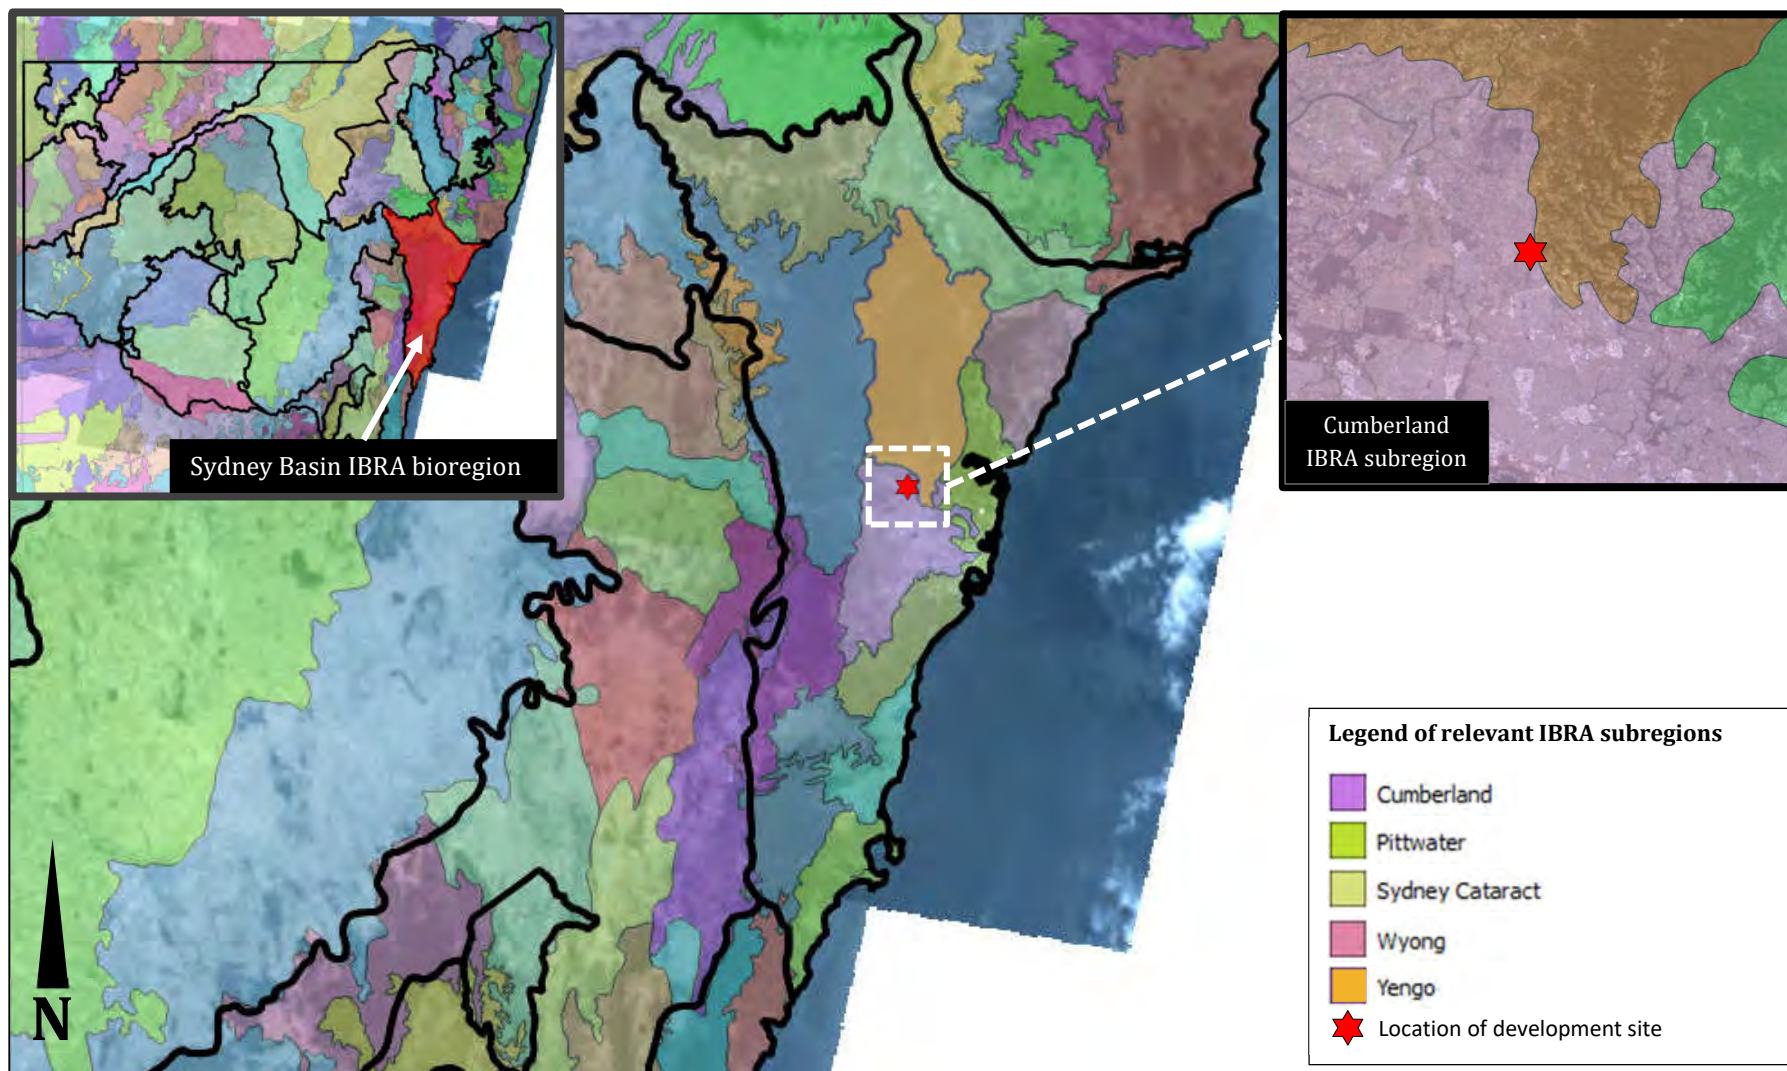 Sydney Basin IBRA bioregion
Cumberland
IBRA subregion
Legend of relevant IBRA subregions
Cumberland
Pittwater
Sydney Cataract
Wyong
Yengo
Location of development site
N